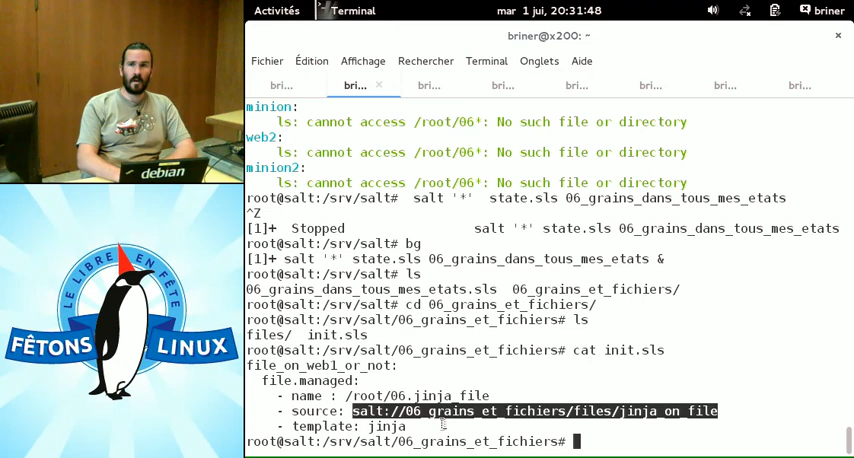 Activités
Terminal
mar 1 jui, 20:31:48
briner
briner@x200: ~
×
Fichier Édition Affichage Rechercher Terminal Onglets Aide
bri... bri... × bri... bri... bri... bri... bri... bri...
minion:
ls: cannot access /root/06*: No such file or directory
web2:
ls: cannot access /root/06*: No such file or directory
minion2:
ls: cannot access /root/06*: No such file or directory
root@salt:/srv/salt# salt '*' state.sls 06_grains_dans_tous_mes_etats
^Z
[1]+ Stopped salt '*' state.sls 06_grains_dans_tous_mes_etats
root@salt:/srv/salt# bg
[1]+ salt '*' state.sls 06_grains_dans_tous_mes_etats &
root@salt:/srv/salt# ls
06_grains_dans_tous_mes_etats.sls 06_grains_et_fichiers/
root@salt:/srv/salt# cd 06_grains_et_fichiers/
root@salt:/srv/salt/06_grains_et_fichiers# ls
files/ init.sls
root@salt:/srv/salt/06_grains_et_fichiers# cat init.sls
file_on_web1_or_not:
file.managed:
- name : /root/06.jinja_file
- source: salt://06_grains_et_fichiers/files/jinja_on_file
- template: jinja
root@salt:/srv/salt/06_grains_et_fichiers#
debian
LE LIBRE EN FÊTE
FÊTONS LINUX